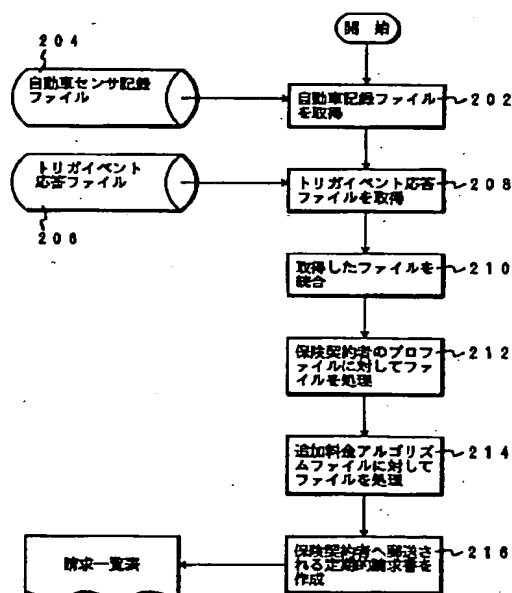 204
開 始
自動車センサ記録
ファイル
自動車記録ファイル
を取得
202
トリガイベント
応答ファイル
トリガイベント応答
ファイルを取得
208
206
取得したファイルを
統合
210
保険契約者のプロフ
ァイルに対してファ
イルを処理
212
追加料金アルゴリズ
ムファイルに対して
ファイルを処理
214
請求一覧表
保険契約者へ郵送さ
れる定期的請求書を
作成
216